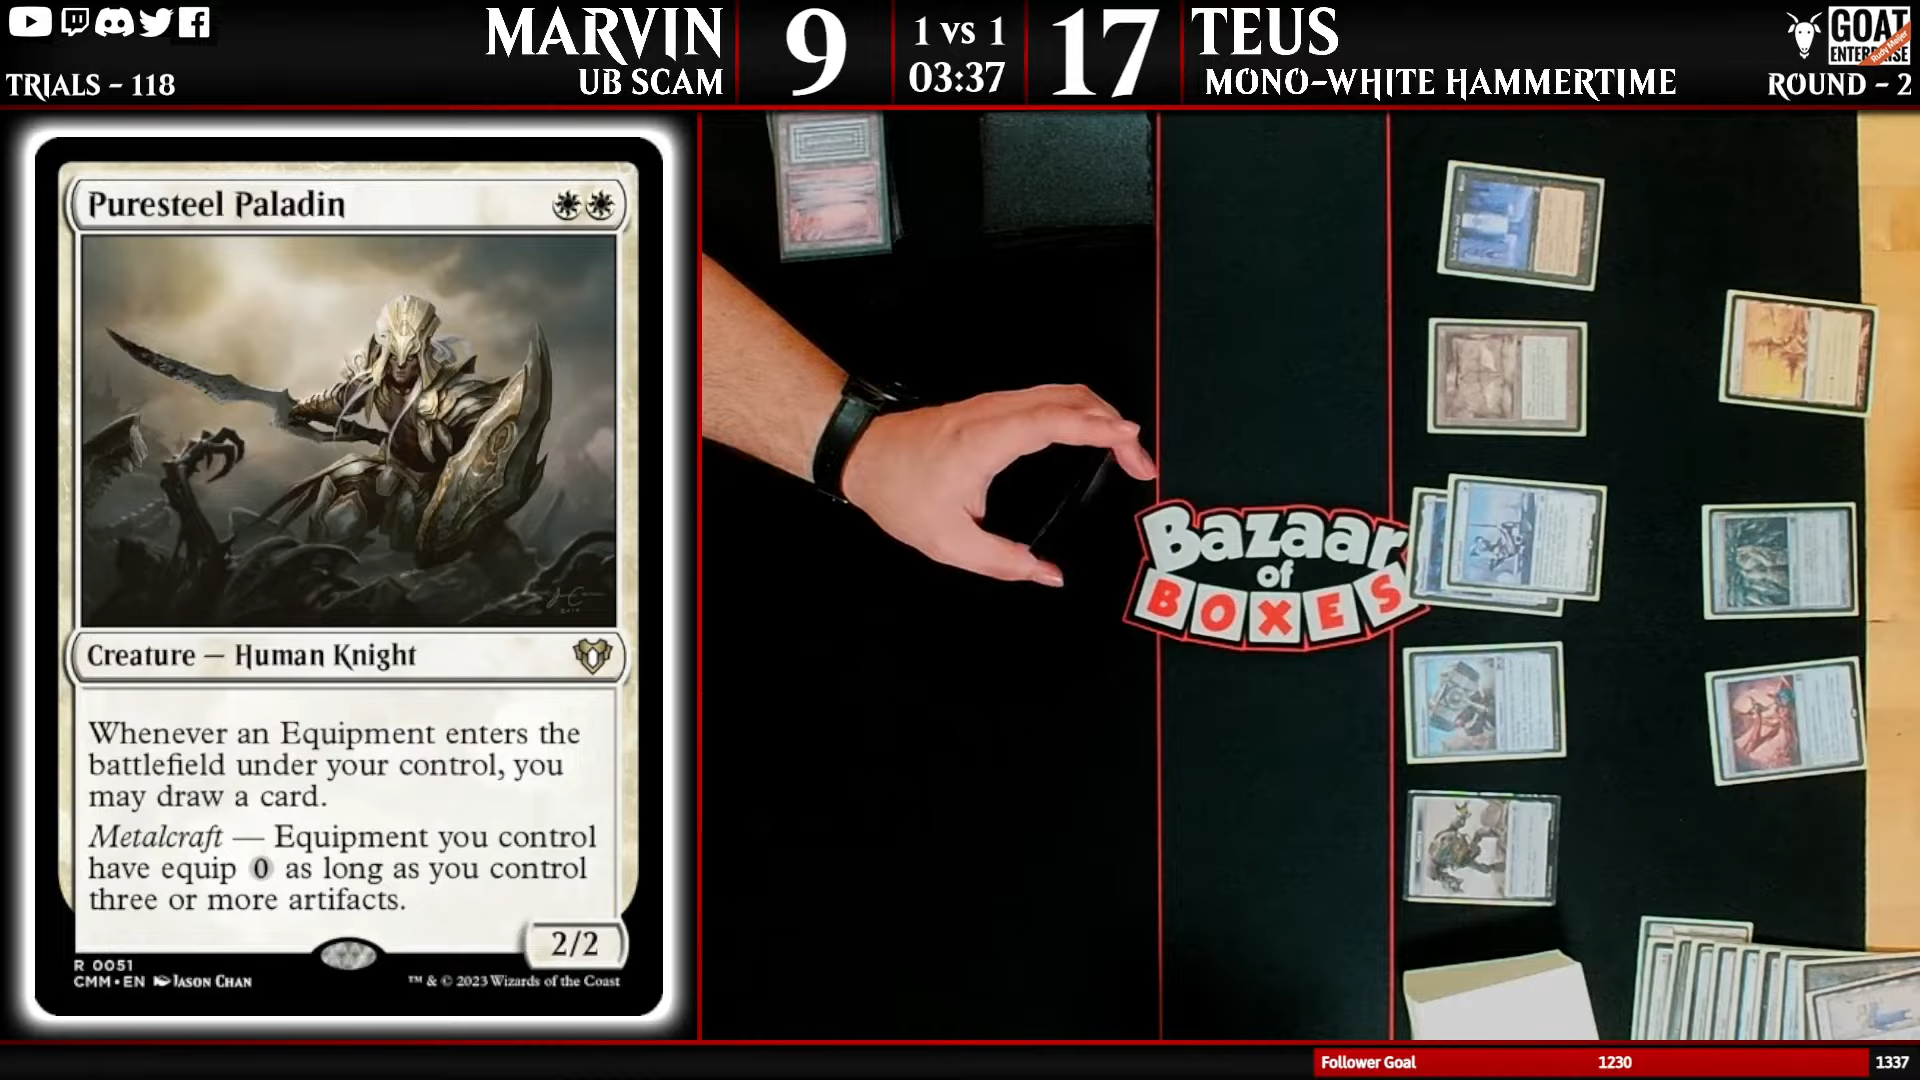 MARVIN
UB SCAM
9
1 vs 1
03:37
17
TEUS
MONO-WHITE HAMMERTIME
GOAT
ENTERPRISE
Rudy Meijer
TRIALS - 118
ROUND - 2
Puresteel Paladin
Creature — Human Knight
Whenever an Equipment enters the
battlefield under your control, you
may draw a card.
Metalcraft — Equipment you control
have equip 0 as long as you control
three or more artifacts.
2/2
R 0051
CMM • EN JASON CHAN
™ & © 2023 Wizards of the Coast
Bazaar
of
BOXES
Follower Goal
1230
1337